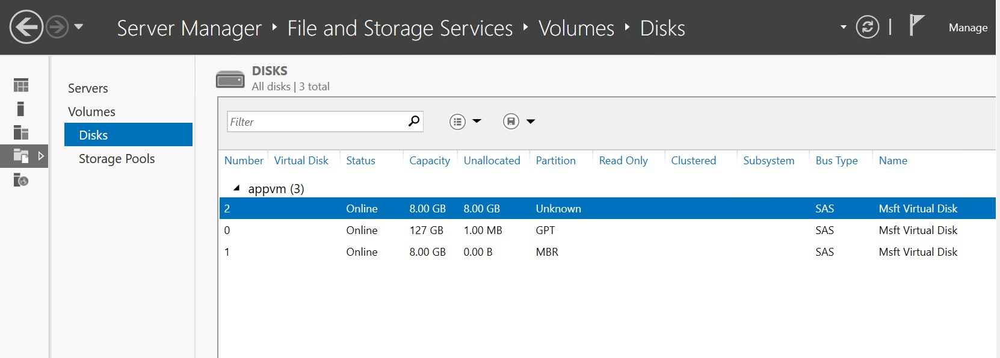 Server Manager ‣ File and Storage Services ‣ Volumes ‣ Disks
Manage
Servers
Volumes
Disks
Storage Pools
DISKS
All disks | 3 total
Filter
Number Virtual Disk Status Capacity Unallocated Partition Read Only Clustered Subsystem Bus Type Name
appvm (3)
2 Online 8.00 GB 8.00 GB Unknown SAS Msft Virtual Disk
0 Online 127 GB 1.00 MB GPT SAS Msft Virtual Disk
1 Online 8.00 GB 0.00 B MBR SAS Msft Virtual Disk